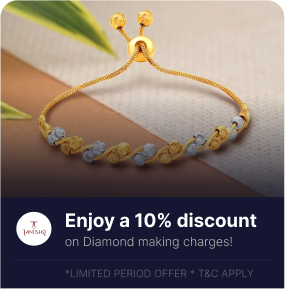 TANISHQ
Enjoy a 10% discount
on Diamond making charges!
*LIMITED PERIOD OFFER * T&C APPLY